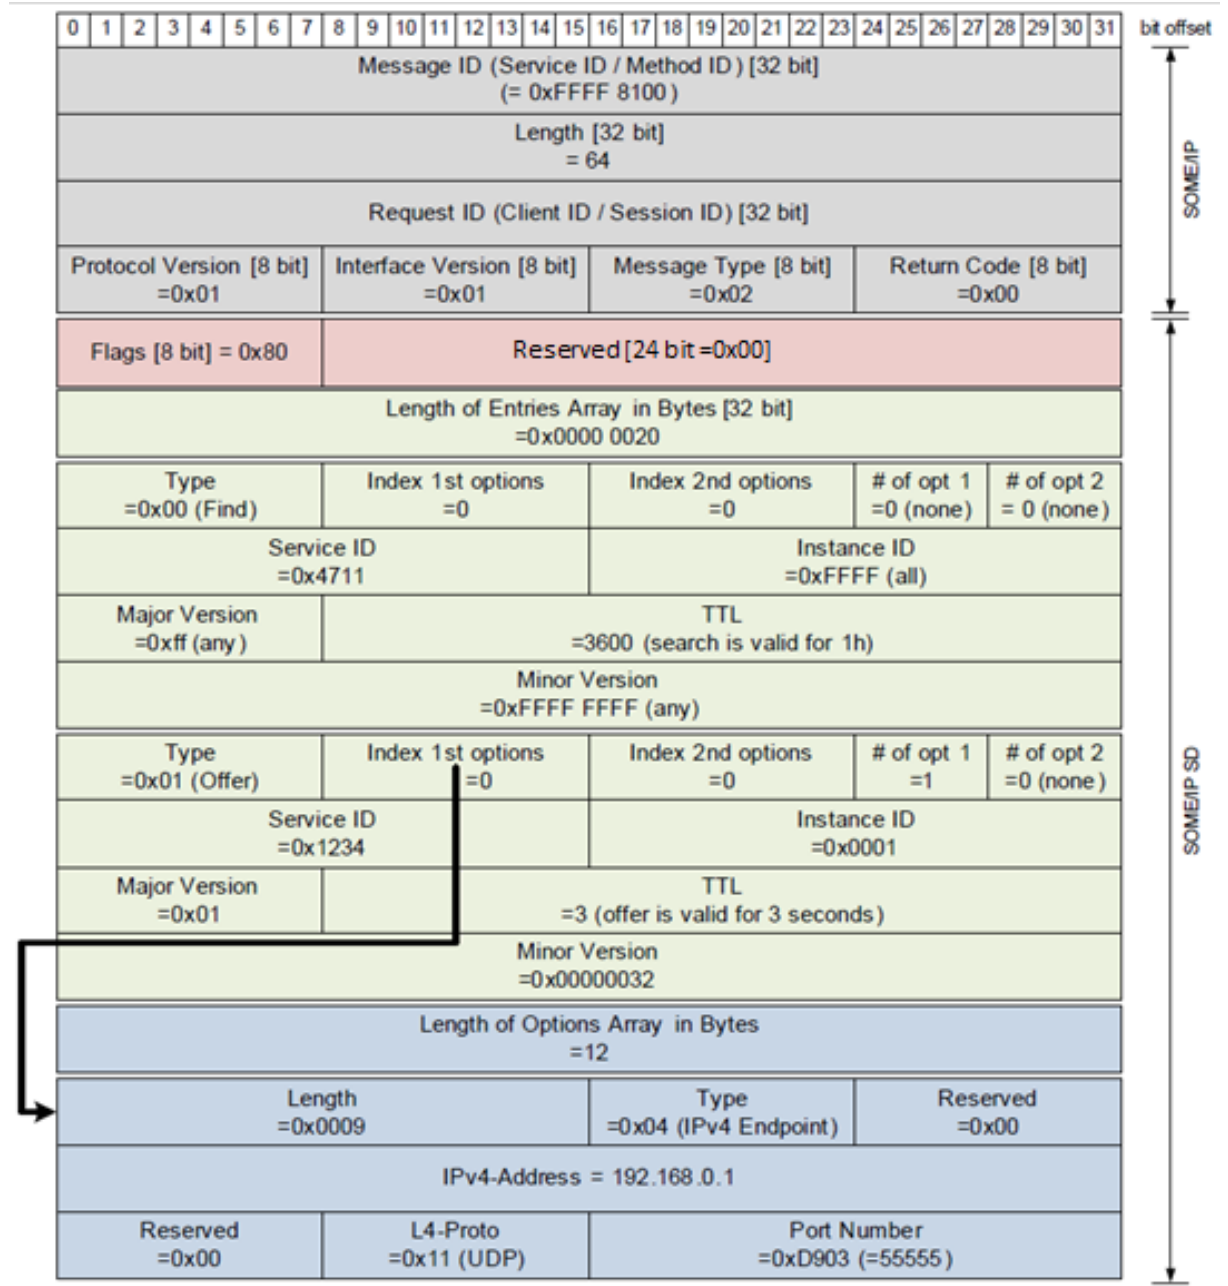 0 1 2 3 4 5 6 7 8 9 10 11 12 13 14 15 16 17 18 19 20 21 22 23 24 25 26 27 28 29 30 31 bit offset
Message ID (Service ID / Method ID) [32 bit]
(= 0xFFFF 8100)
Length [32 bit]
= 64
Request ID (Client ID / Session ID) [32 bit]
Protocol Version [8 bit]
=0x01
Interface Version [8 bit]
=0x01
Message Type [8 bit]
=0x02
Return Code [8 bit]
=0x00
SOME/IP
Flags [8 bit] = 0x80
Reserved [24 bit =0x00]
Length of Entries Array in Bytes [32 bit]
=0x0000 0020
Type
=0x00 (Find)
Index 1st options
=0
Index 2nd options
=0
# of opt 1
=0 (none)
# of opt 2
= 0 (none)
Service ID
=0x4711
Instance ID
=0xFFFF (all)
Major Version
=0xff (any)
TTL
=3600 (search is valid for 1h)
Minor Version
=0xFFFF FFFF (any)
Type
=0x01 (Offer)
Index 1st options
=0
Index 2nd options
=0
# of opt 1
=1
# of opt 2
=0 (none)
Service ID
=0x1234
Instance ID
=0x0001
Major Version
=0x01
TTL
=3 (offer is valid for 3 seconds)
Minor Version
=0x00000032
SOME/IP SD
Length of Options Array in Bytes
=12
Length
=0x0009
Type
=0x04 (IPv4 Endpoint)
Reserved
=0x00
IPv4-Address = 192.168.0.1
Reserved
=0x00
L4-Proto
=0x11 (UDP)
Port Number
=0xD903 (=55555)